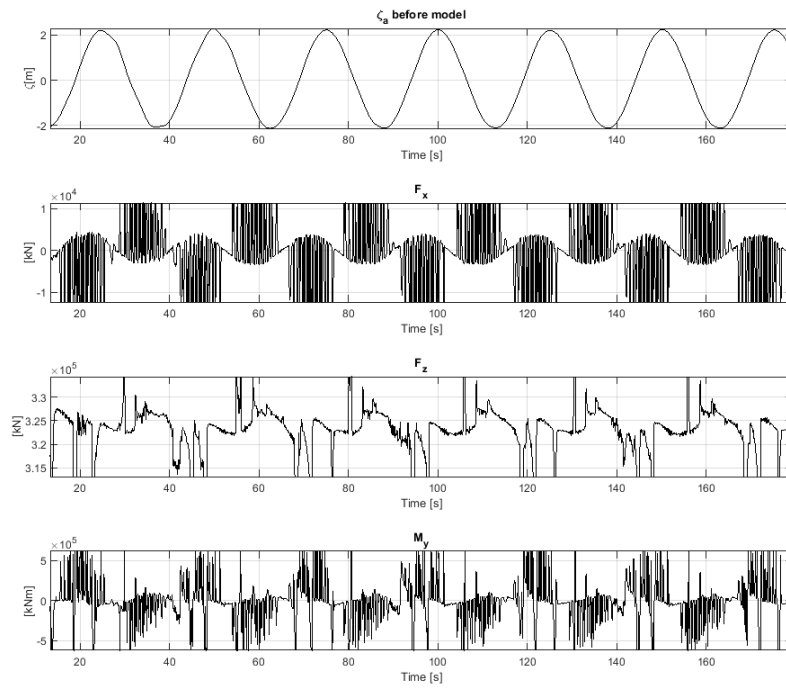 ζa before model
2
0
-2
ζ[m]
20 40 60 80 100 120 140 160
Time [s]
Fx
×10^4
1
0
-1
[kN]
20 40 60 80 100 120 140 160
Time [s]
Fz
×10^5
3.3
3.25
3.2
3.15
[kN]
20 40 60 80 100 120 140 160
Time [s]
My
×10^5
5
0
-5
[kNm]
20 40 60 80 100 120 140 160
Time [s]